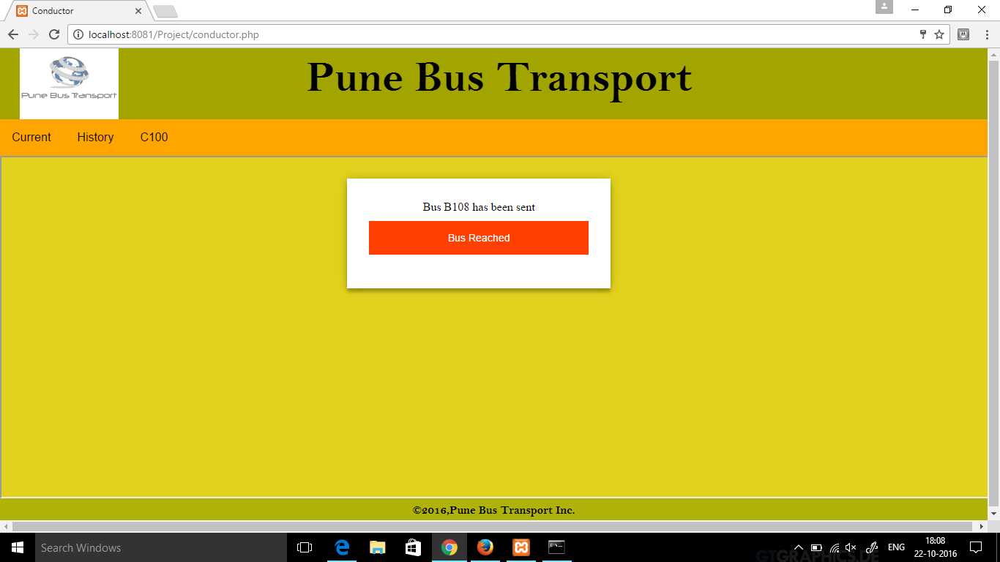 Conductor
localhost:8081/Project/conductor.php
Pune Bus Transport
Pune Bus Transport
Current
History
C100
Bus B108 has been sent
Bus Reached
©2016,Pune Bus Transport Inc.
Search Windows
ENG
18:08
22-10-2016
GTGRAPHICS.DE